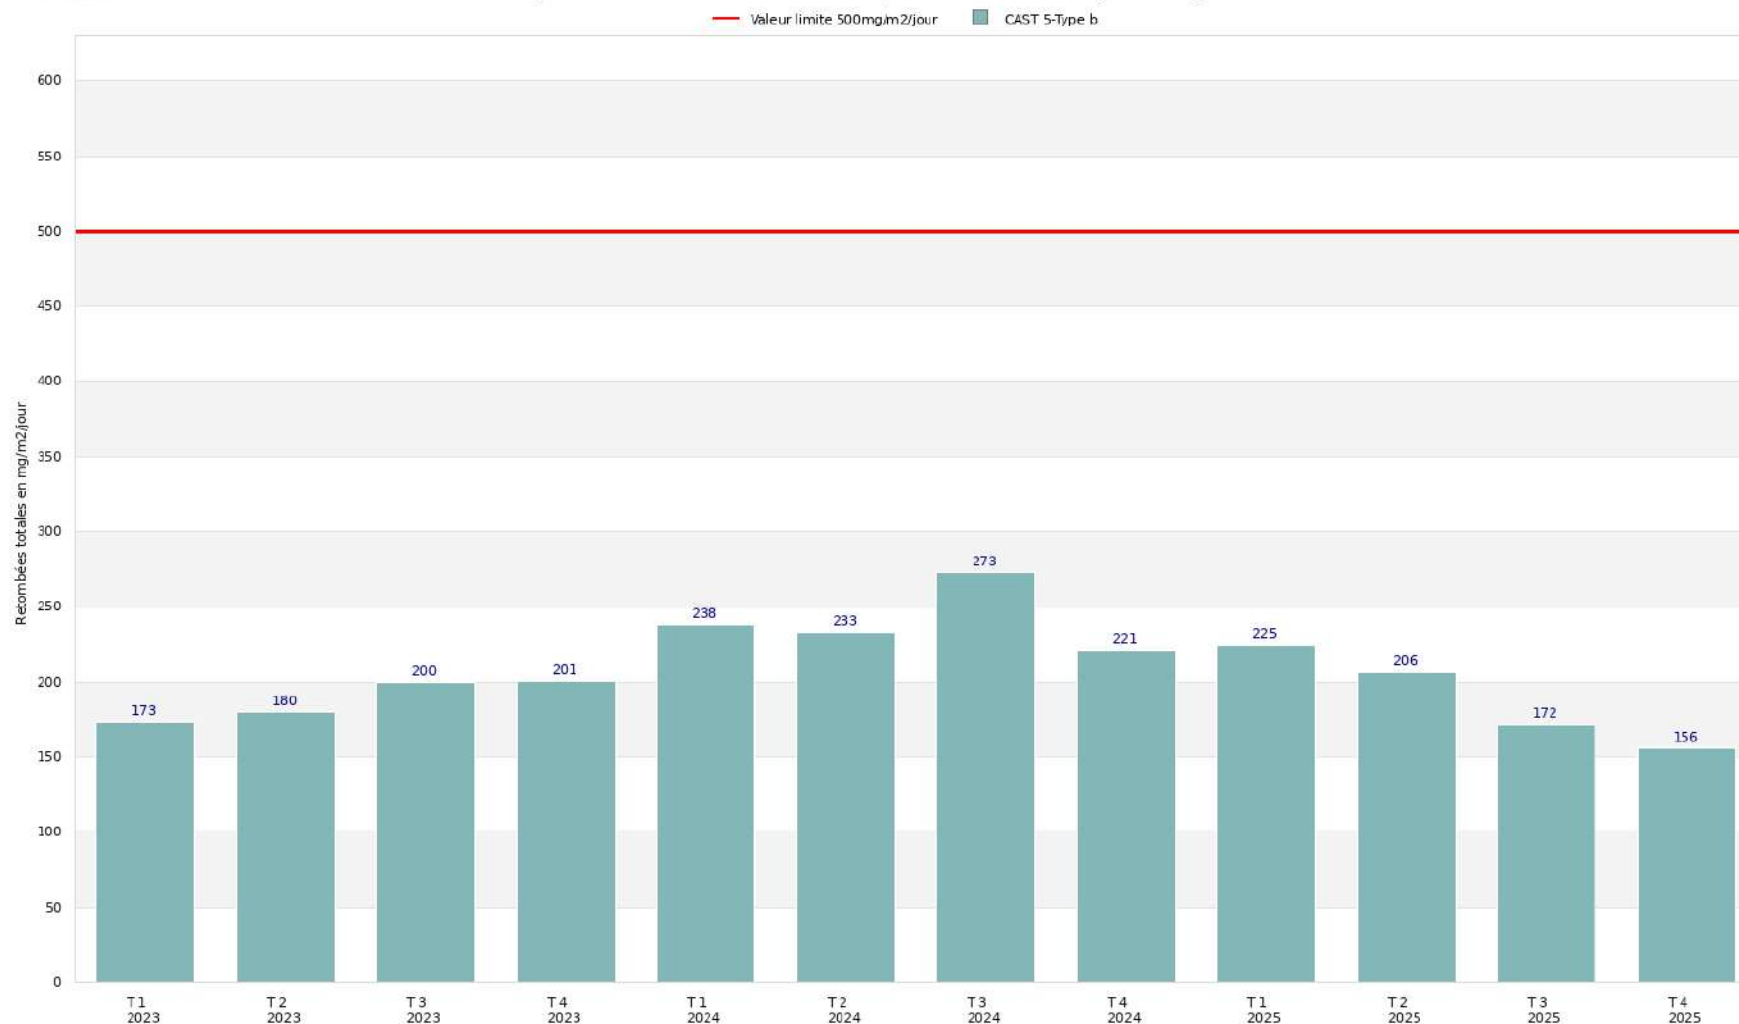 Valeur limite 500mg/m2/jour CAST 5-Type b
Retombées totales en mg/m2/jour
600
550
500
450
400
350
300
250
200
150
100
50
0
173
180
200
201
238
233
273
221
225
206
172
156
T 1 2023
T 2 2023
T 3 2023
T 4 2023
T 1 2024
T 2 2024
T 3 2024
T 4 2024
T 1 2025
T 2 2025
T 3 2025
T 4 2025